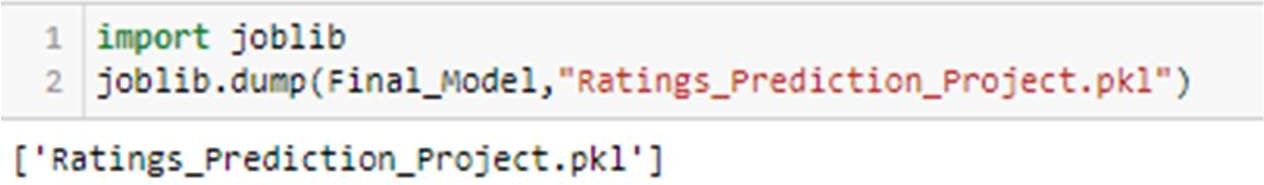 1 import joblib
2 joblib.dump(Final_Model,"Ratings_Prediction_Project.pkl")
['Ratings_Prediction_Project.pkl']